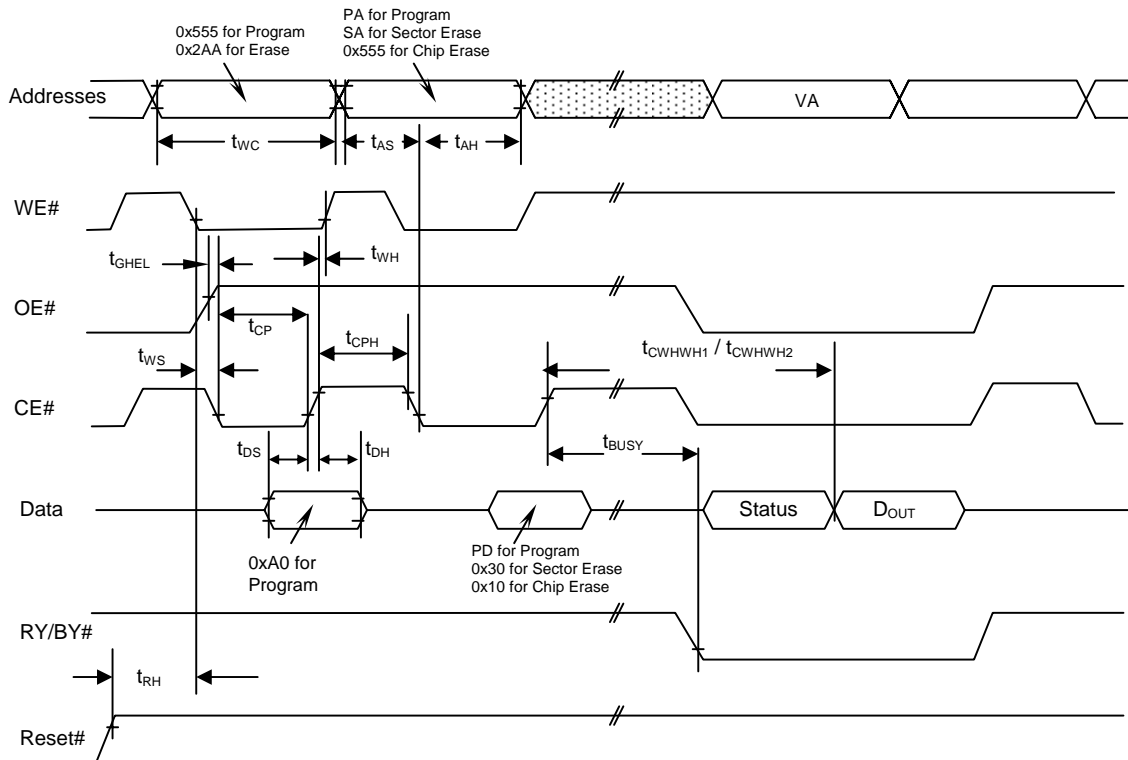 0x555 for Program
0x2AA for Erase
PA for Program
SA for Sector Erase
0x555 for Chip Erase
Addresses
VA
tWC
tAS
tAH
WE#
tGHEL
tWH
OE#
tCP
tCPH
tWS
tCWHWH1 / tCWHWH2
CE#
tDS
tDH
tBUSY
Data
Status
DOUT
0xA0 for
Program
PD for Program
0x30 for Sector Erase
0x10 for Chip Erase
RY/BY#
tRH
Reset#